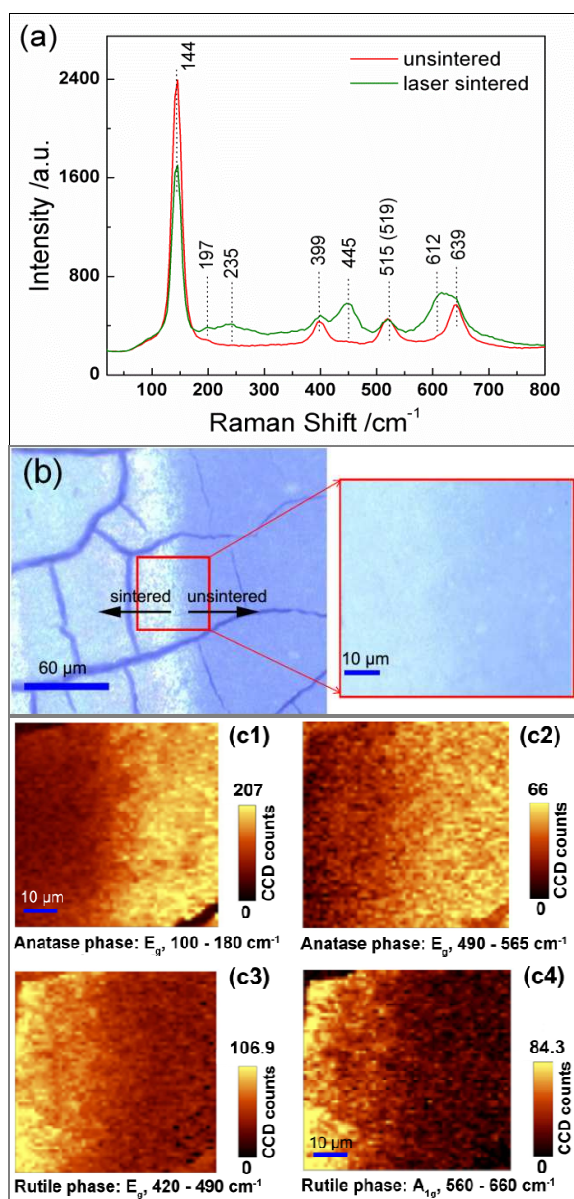 (a)
144
unsintered
laser sintered
2400
1600
800
0
Intensity /a.u.
197
235
399
445
515 (519)
612
639
100 200 300 400 500 600 700 800
Raman Shift /cm⁻¹
(b)
sintered
unsintered
60 µm
10 µm
(c1)
207
0
CCD counts
10 µm
Anatase phase: Eg, 100 - 180 cm⁻¹
(c2)
66
0
CCD counts
Anatase phase: Eg, 490 - 565 cm⁻¹
(c3)
106.9
0
CCD counts
Rutile phase: Eg, 420 - 490 cm⁻¹
(c4)
84.3
0
CCD counts
10 µm
Rutile phase: A1g, 560 - 660 cm⁻¹